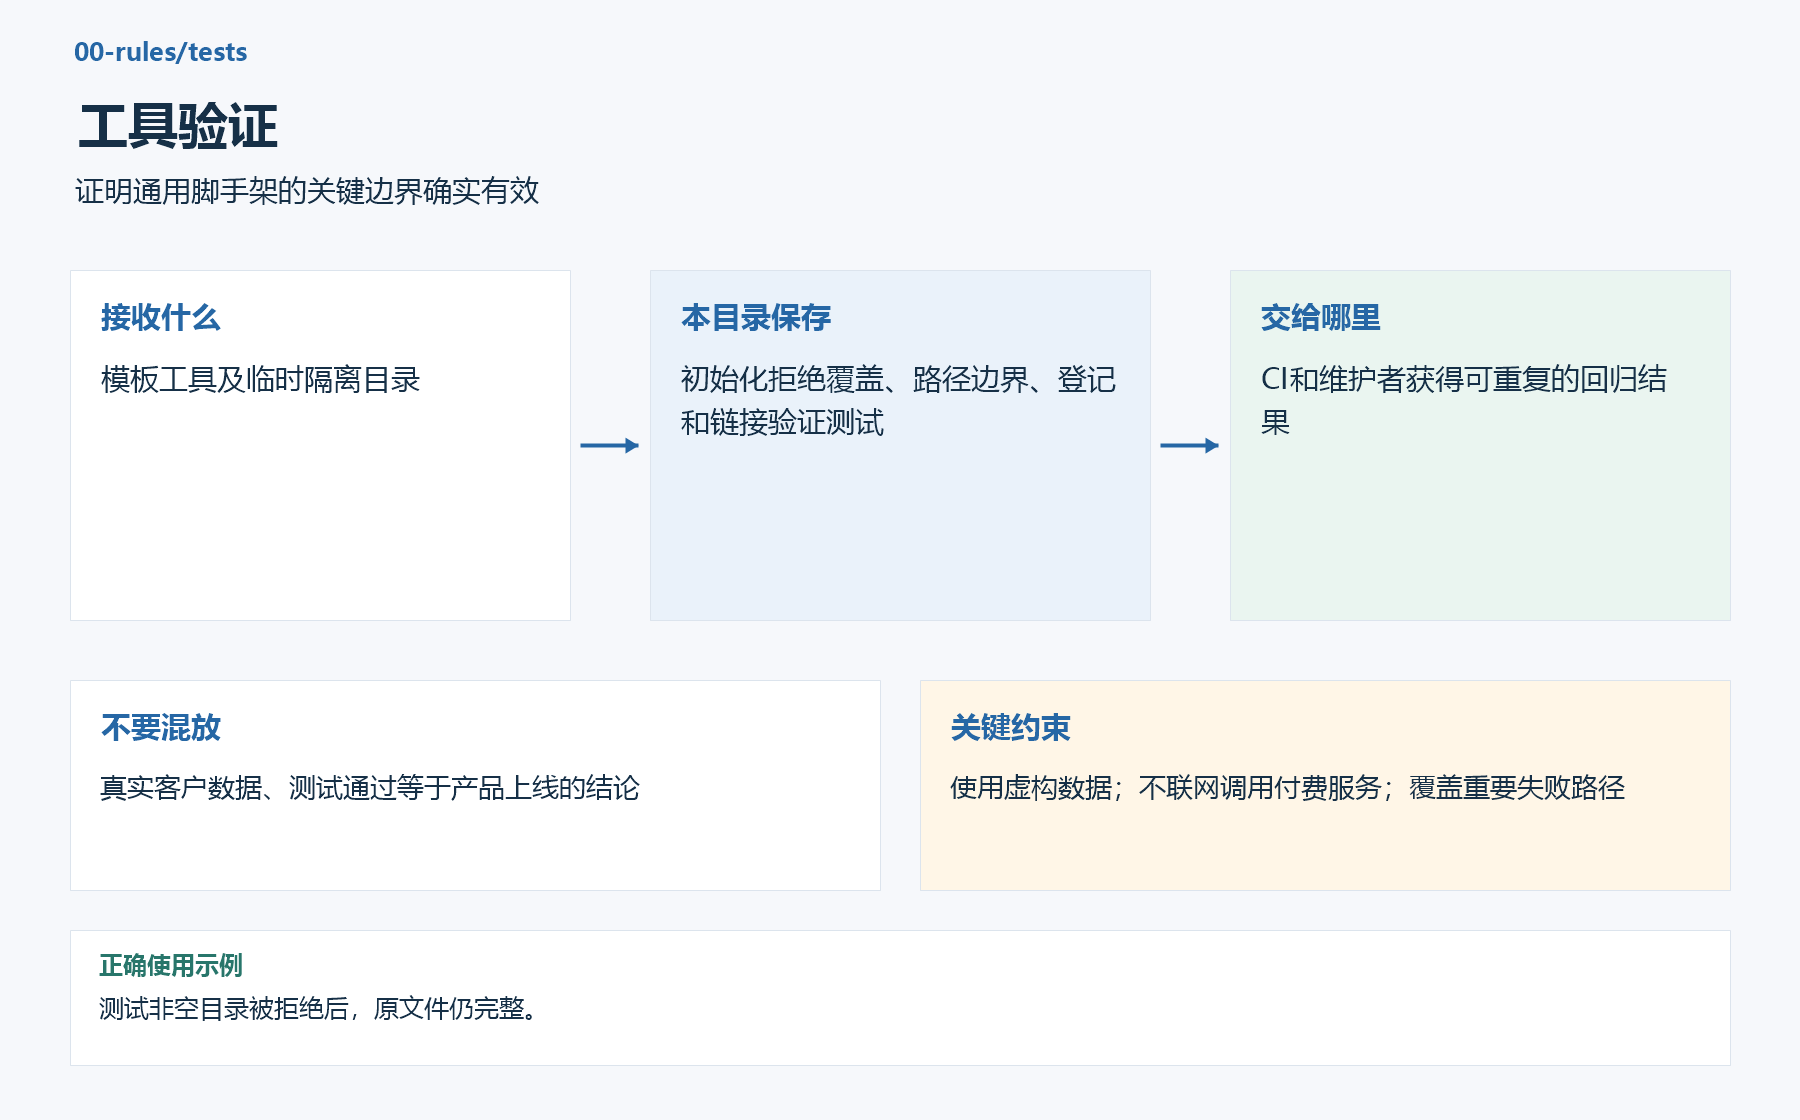 00-rules/tests
工具验证
证明通用脚手架的关键边界确实有效
接收什么
模板工具及临时隔离目录
本目录保存
初始化拒绝覆盖、路径边界、登记
和链接验证测试
交给哪里
CI和维护者获得可重复的回归结
果
不要混放
真实客户数据、测试通过等于产品上线的结论
关键约束
使用虚构数据；不联网调用付费服务；覆盖重要失败路径
正确使用示例
测试非空目录被拒绝后，原文件仍完整。